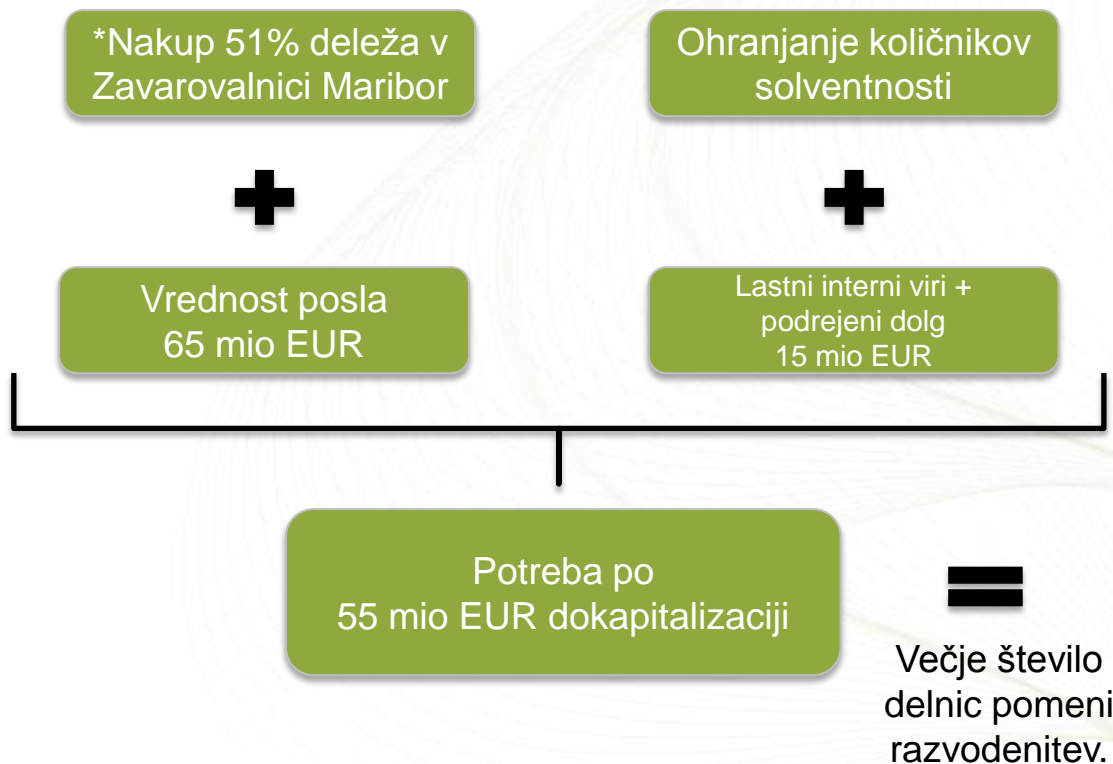 *Nakup 51% deleža v
Zavarovalnici Maribor
Ohranjanje količnikov
solventnosti
Vrednost posla
65 mio EUR
Lastni interni viri +
podrejeni dolg
15 mio EUR
Potreba po
55 mio EUR dokapitalizaciji
Večje število
delnic pomeni
razvodenitev.